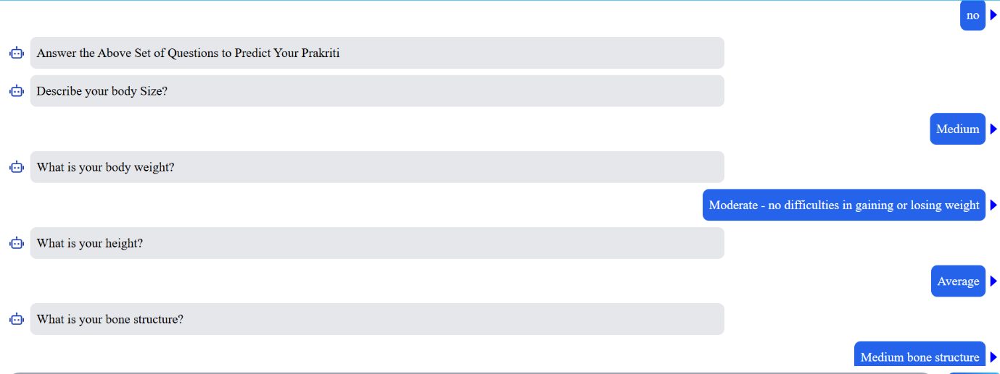 no
Answer the Above Set of Questions to Predict Your Prakriti
Describe your body Size?
Medium
What is your body weight?
Moderate - no difficulties in gaining or losing weight
What is your height?
Average
What is your bone structure?
Medium bone structure